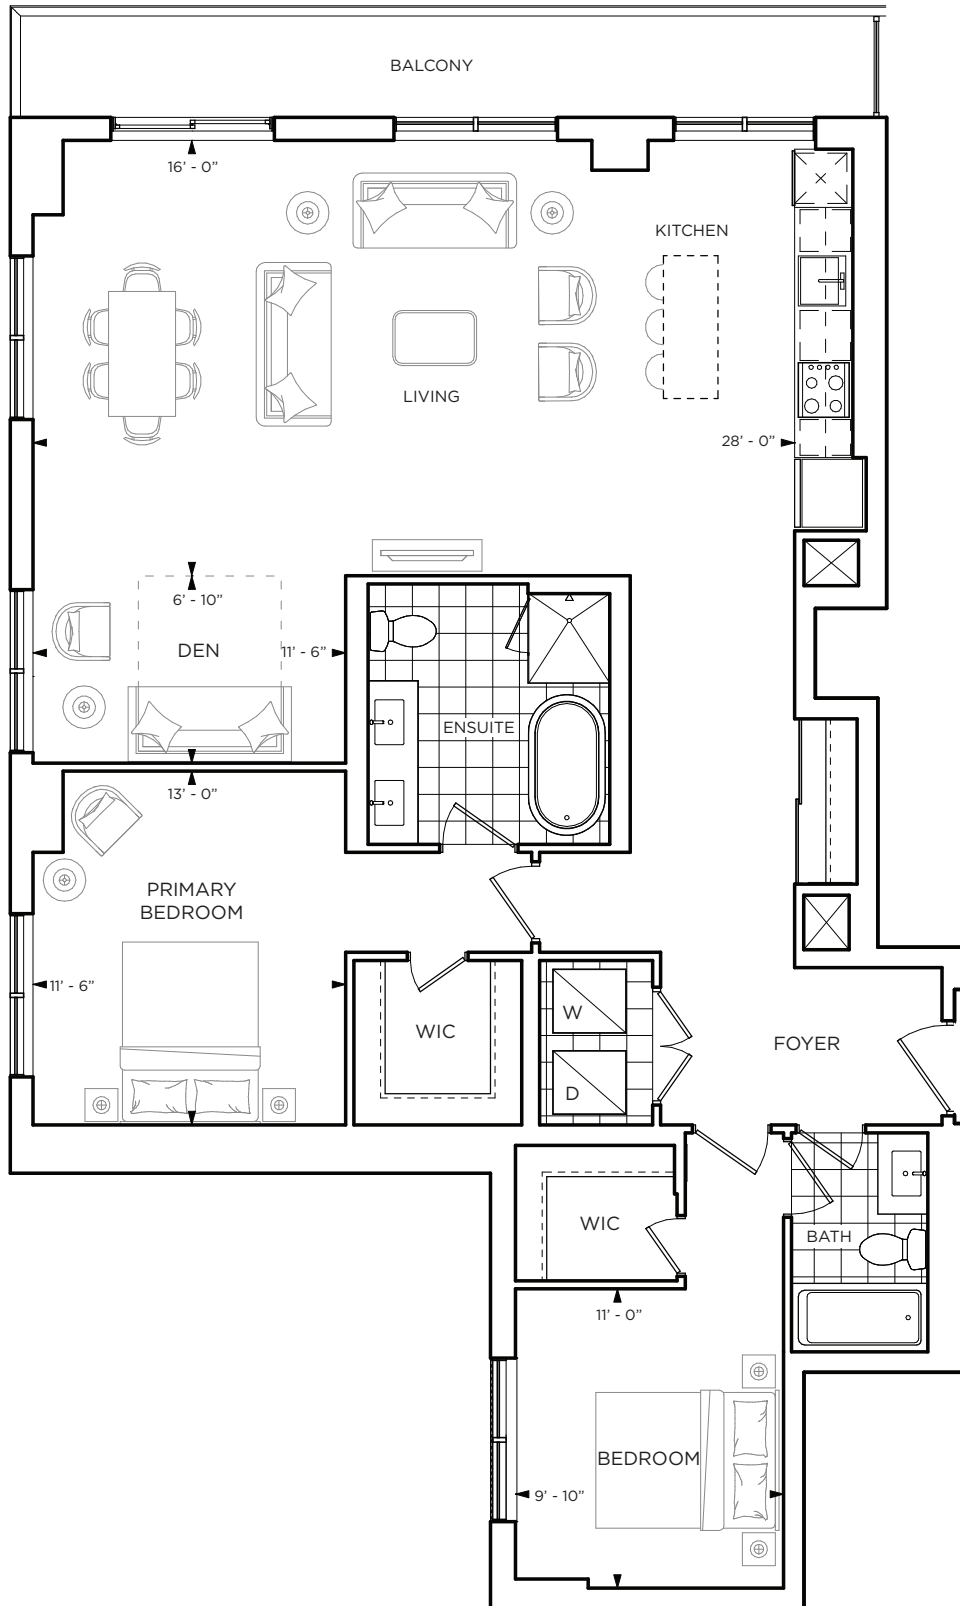 BALCONY
16' - 0”
KITCHEN
LIVING
28' - 0”
6' - 10”
DEN
11' - 6”
ENSUITE
13' - 0”
PRIMARY
BEDROOM
11' - 6”
WIC
W
D
FOYER
WIC
BATH
11' - 0”
BEDROOM
9' - 10”